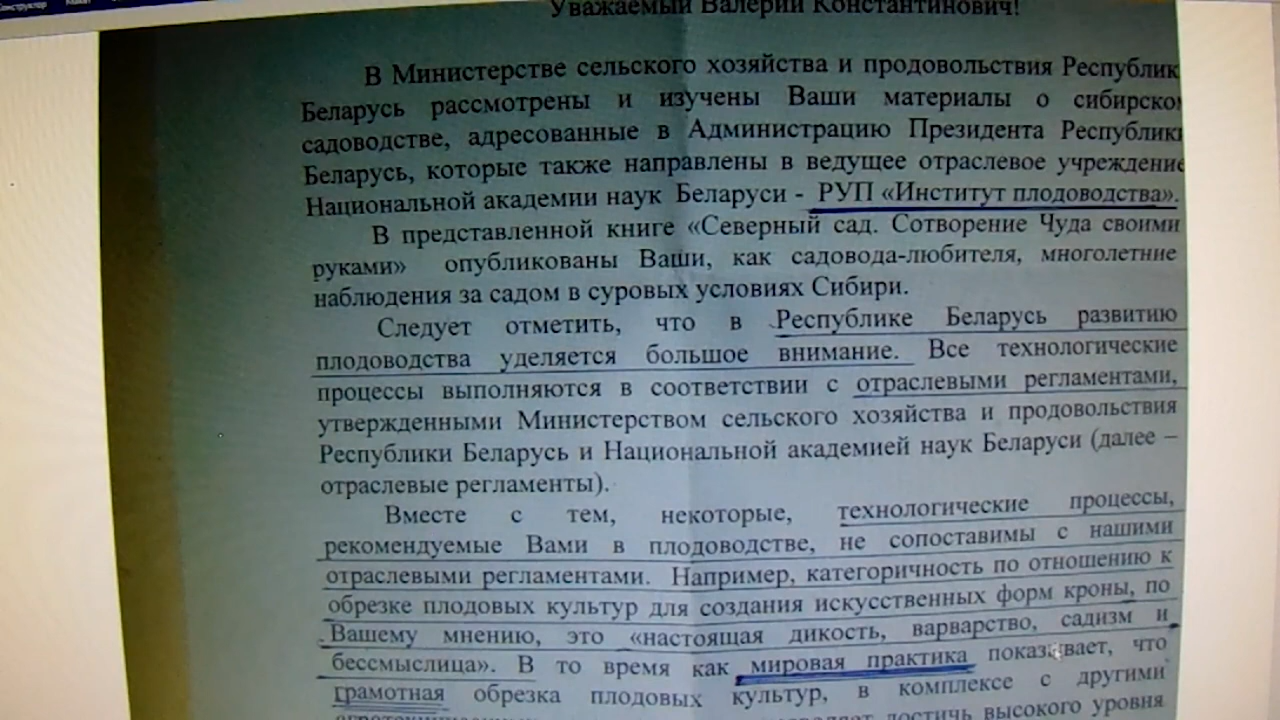 Конструктор
Макет
Уважаемый Валерий Константинович!
В Министерстве сельского хозяйства и продовольствия Республик
Беларусь рассмотрены и изучены Ваши материалы о сибирско
садоводстве, адресованные в Администрацию Президента Республики
Беларусь, которые также направлены в ведущее отраслевое учреждение
Национальной академии наук Беларуси - РУП «Институт плодоводства».
В представленной книге «Северный сад. Сотворение Чуда своими
руками» опубликованы Ваши, как садовода-любителя, многолетние
наблюдения за садом в суровых условиях Сибири.
Следует отметить, что в Республике Беларусь развитию
плодоводства уделяется большое внимание. Все технологические
процессы выполняются в соответствии с отраслевыми регламентами,
утвержденными Министерством сельского хозяйства и продовольствия
Республики Беларусь и Национальной академией наук Беларуси (далее –
отраслевые регламенты).
Вместе с тем, некоторые, технологические процессы,
рекомендуемые Вами в плодоводстве, не сопоставимы с нашими
отраслевыми регламентами. Например, категоричность по отношению к
обрезке плодовых культур для создания искусственных форм кроны, по
Вашему мнению, это «настоящая дикость, варварство, садизм и
бессмыслица». В то время как мировая практика показывает, что
грамотная обрезка плодовых культур, в комплексе с другими
достичь высокого уровня